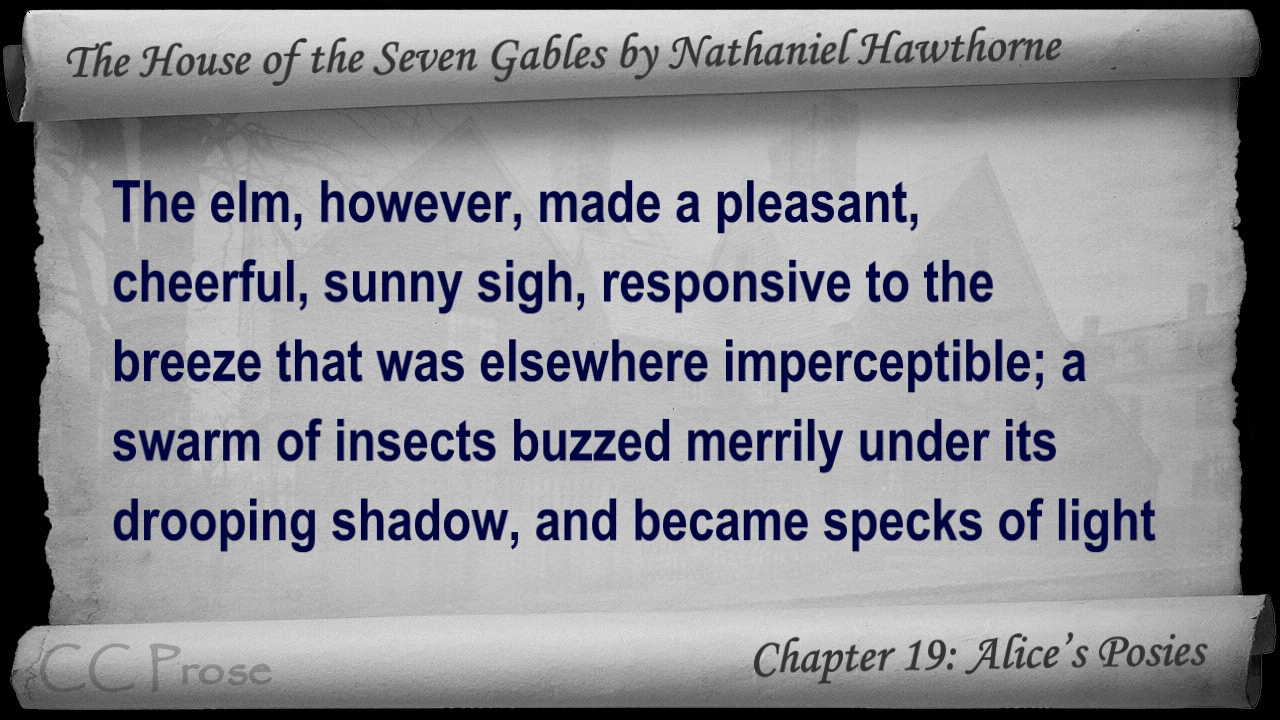 The House of the Seven Gables by Nathaniel Hawthorne
The elm, however, made a pleasant,
cheerful, sunny sigh, responsive to the
breeze that was elsewhere imperceptible; a
swarm of insects buzzed merrily under its
drooping shadow, and became specks of light
CC Prose
Chapter 19: Alice's Posies